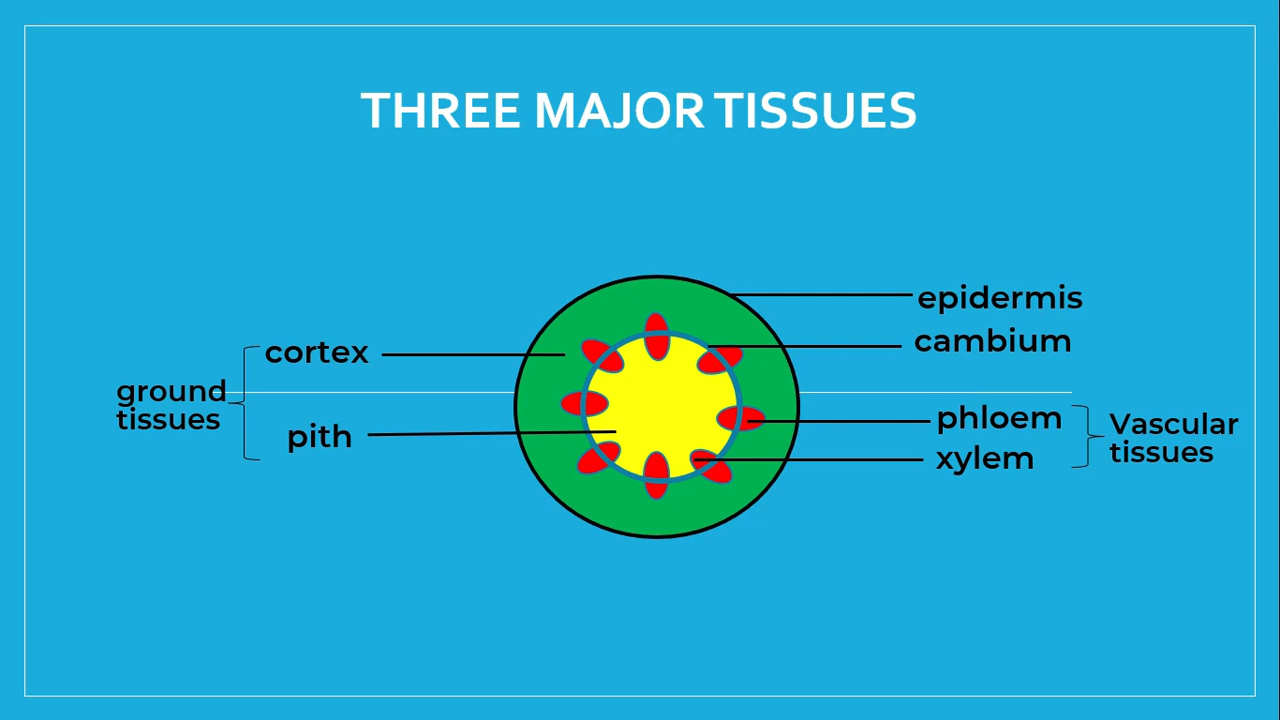 THREE MAJOR TISSUES
epidermis
cambium
cortex
ground
tissues
pith
phloem
xylem
Vascular
tissues